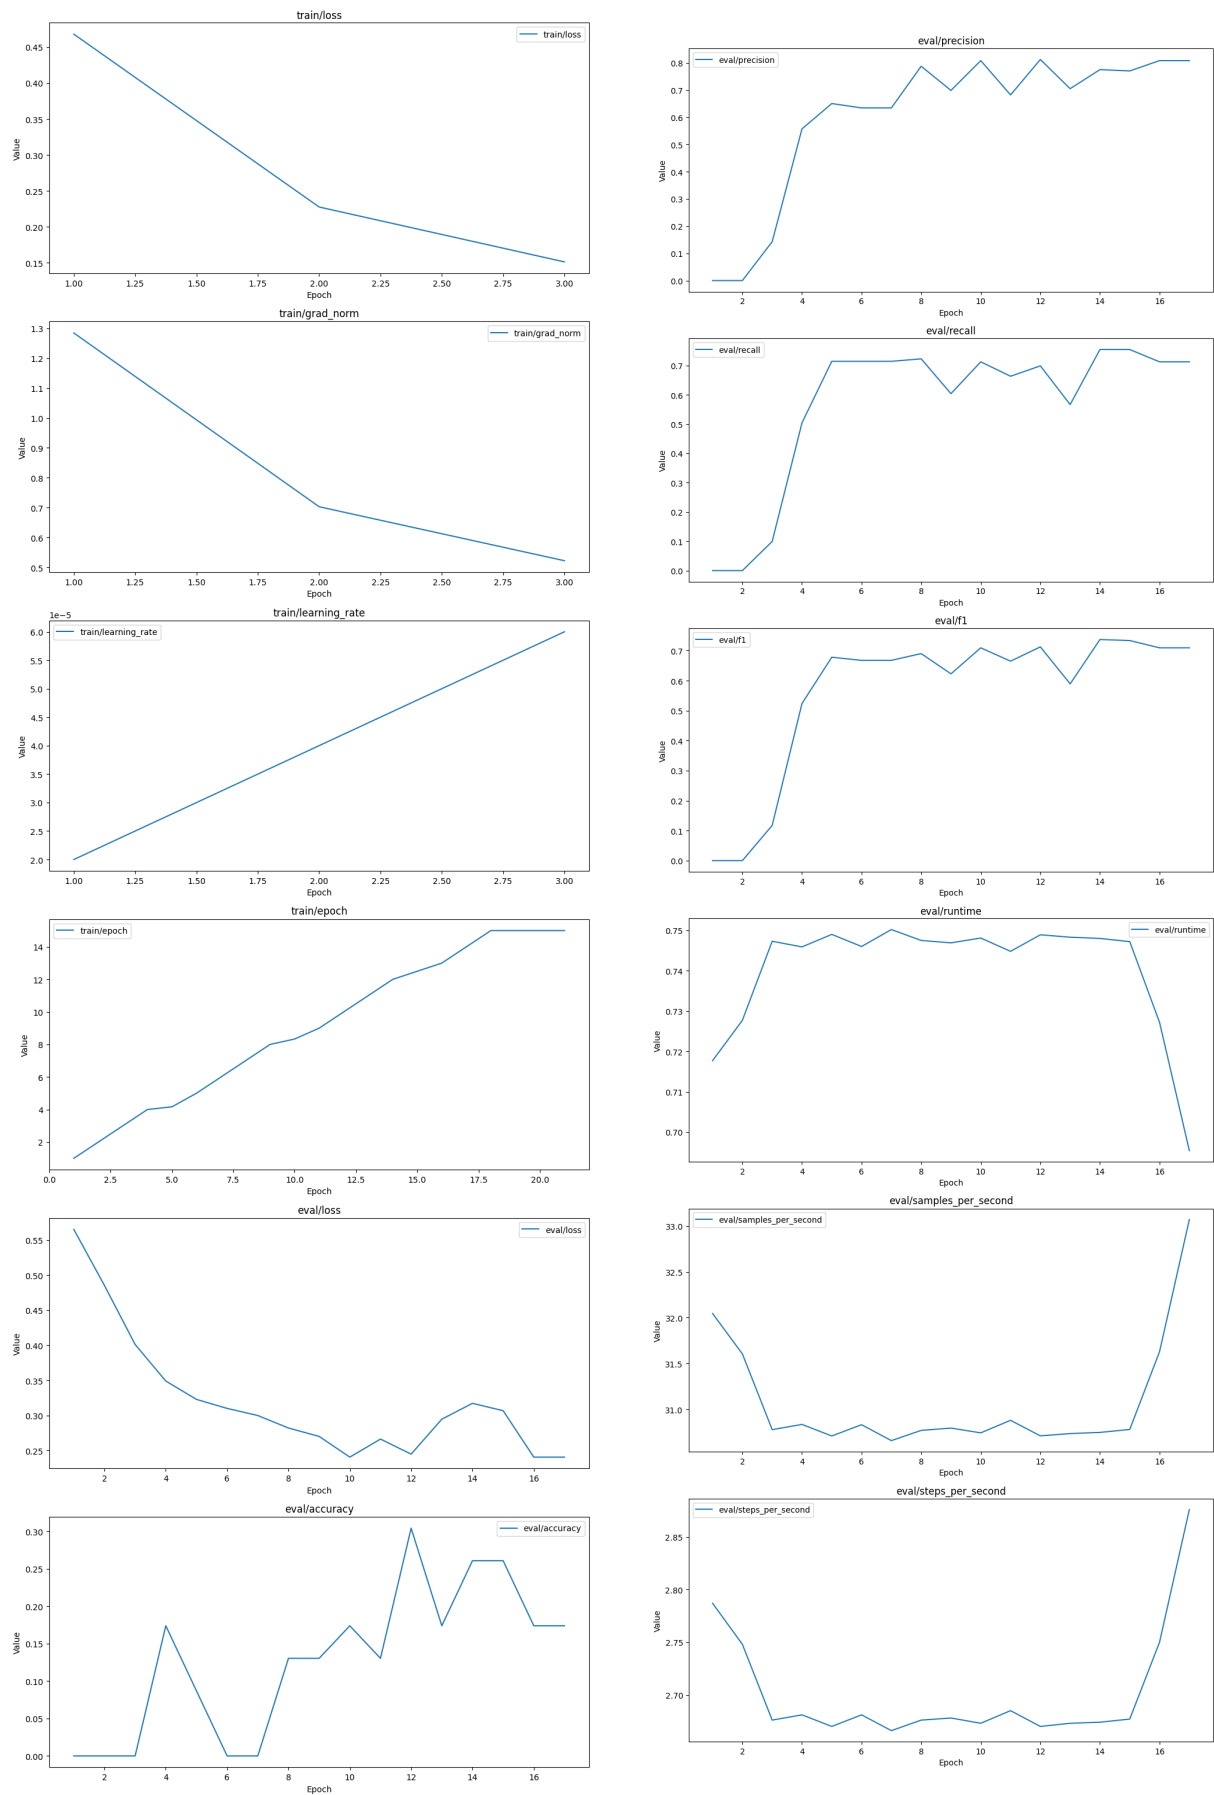 train/loss
train/loss
0.45
0.40
0.35
0.30
0.25
0.20
0.15
Value
1.00 1.25 1.50 1.75 2.00 2.25 2.50 2.75 3.00
Epoch
train/grad_norm
train/grad_norm
1.3
1.2
1.1
1.0
0.9
0.8
0.7
0.6
0.5
Value
1.00 1.25 1.50 1.75 2.00 2.25 2.50 2.75 3.00
Epoch
train/learning_rate
1e−5
train/learning_rate
6.0
5.5
5.0
4.5
4.0
3.5
3.0
2.5
2.0
Value
1.00 1.25 1.50 1.75 2.00 2.25 2.50 2.75 3.00
Epoch
train/epoch
train/epoch
14
12
10
8
6
4
2
Value
0.0 2.5 5.0 7.5 10.0 12.5 15.0 17.5 20.0
Epoch
eval/loss
eval/loss
0.55
0.50
0.45
0.40
0.35
0.30
0.25
Value
2 4 6 8 10 12 14 16
Epoch
eval/accuracy
eval/accuracy
0.30
0.25
0.20
0.15
0.10
0.05
0.00
Value
2 4 6 8 10 12 14 16
Epoch
eval/precision
eval/precision
0.8
0.7
0.6
0.5
0.4
0.3
0.2
0.1
0.0
Value
2 4 6 8 10 12 14 16
Epoch
eval/recall
eval/recall
0.7
0.6
0.5
0.4
0.3
0.2
0.1
0.0
Value
2 4 6 8 10 12 14 16
Epoch
eval/f1
eval/f1
0.7
0.6
0.5
0.4
0.3
0.2
0.1
0.0
Value
2 4 6 8 10 12 14 16
Epoch
eval/runtime
eval/runtime
0.75
0.74
0.73
0.72
0.71
0.70
Value
2 4 6 8 10 12 14 16
Epoch
eval/samples_per_second
eval/samples_per_second
33.0
32.5
32.0
31.5
31.0
Value
2 4 6 8 10 12 14 16
Epoch
eval/steps_per_second
eval/steps_per_second
2.85
2.80
2.75
2.70
Value
2 4 6 8 10 12 14 16
Epoch